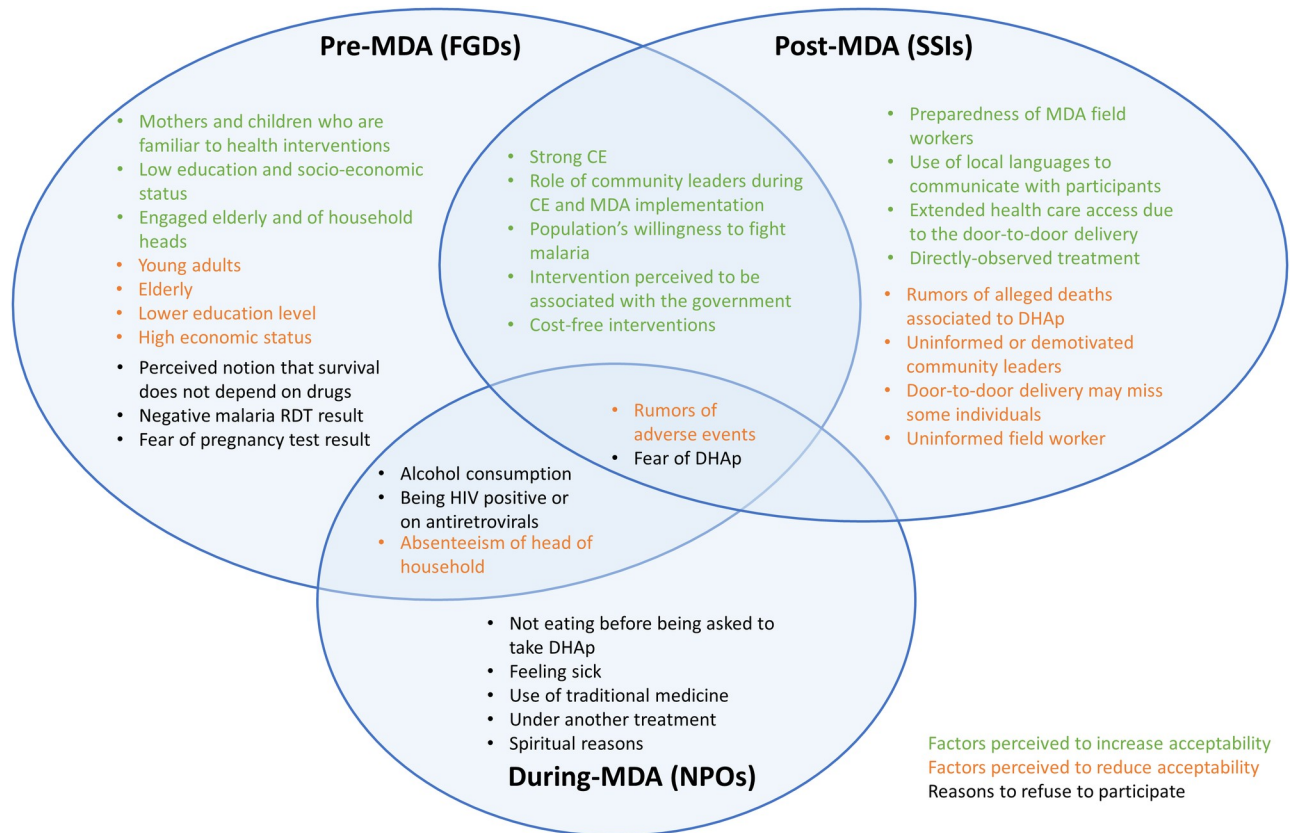 Pre-MDA (FGDs)
• Mothers and children who are
familiar to health interventions
• Low education and socio-economic
status
• Engaged elderly and of household
heads
• Young adults
• Elderly
• Lower education level
• High economic status
• Perceived notion that survival
does not depend on drugs
• Negative malaria RDT result
• Fear of pregnancy test result
• Strong CE
• Role of community leaders during
CE and MDA implementation
• Population's willingness to fight
malaria
• Intervention perceived to be
associated with the government
• Cost-free interventions
Post-MDA (SSIs)
• Preparedness of MDA field
workers
• Use of local languages to
communicate with participants
• Extended health care access due
to the door-to-door delivery
• Directly-observed treatment
• Rumors of alleged deaths
associated to DHAp
• Uninformed or demotivated
community leaders
• Door-to-door delivery may miss
some individuals
• Uninformed field worker
• Rumors of
adverse events
• Fear of DHAp
• Alcohol consumption
• Being HIV positive or
on antiretrovirals
• Absenteeism of head of
household
• Not eating before being asked to
take DHAp
• Feeling sick
• Use of traditional medicine
• Under another treatment
• Spiritual reasons
During-MDA (NPOs)
Factors perceived to increase acceptability
Factors perceived to reduce acceptability
Reasons to refuse to participate